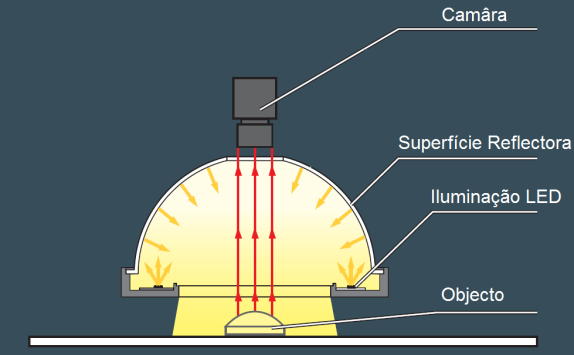 Camâra
Superfície Reflectora
Iluminação LED
Objecto